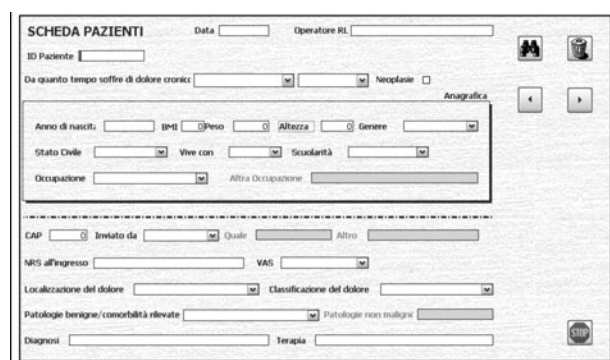 SCHEDA PAZIENTI Data Operatore RI.
ID Paziente
Da quanto tempo soffre di dolore cronicc Neoplasie
Anagrafica
Anno di nascita BMI 0 Peso 0 Altezza 0 Genere
Stato Civile Vive con Scuolarità
Occupazione Altra Occupazione
CAP 0 Inviato da Quale Altro
NRS all'ingresso VAS
Localizzazione del dolore Classificazione del dolore
Patologie benigne/comorbilità rilevate Patologie non maligne
Diagnosi Terapia
STOP